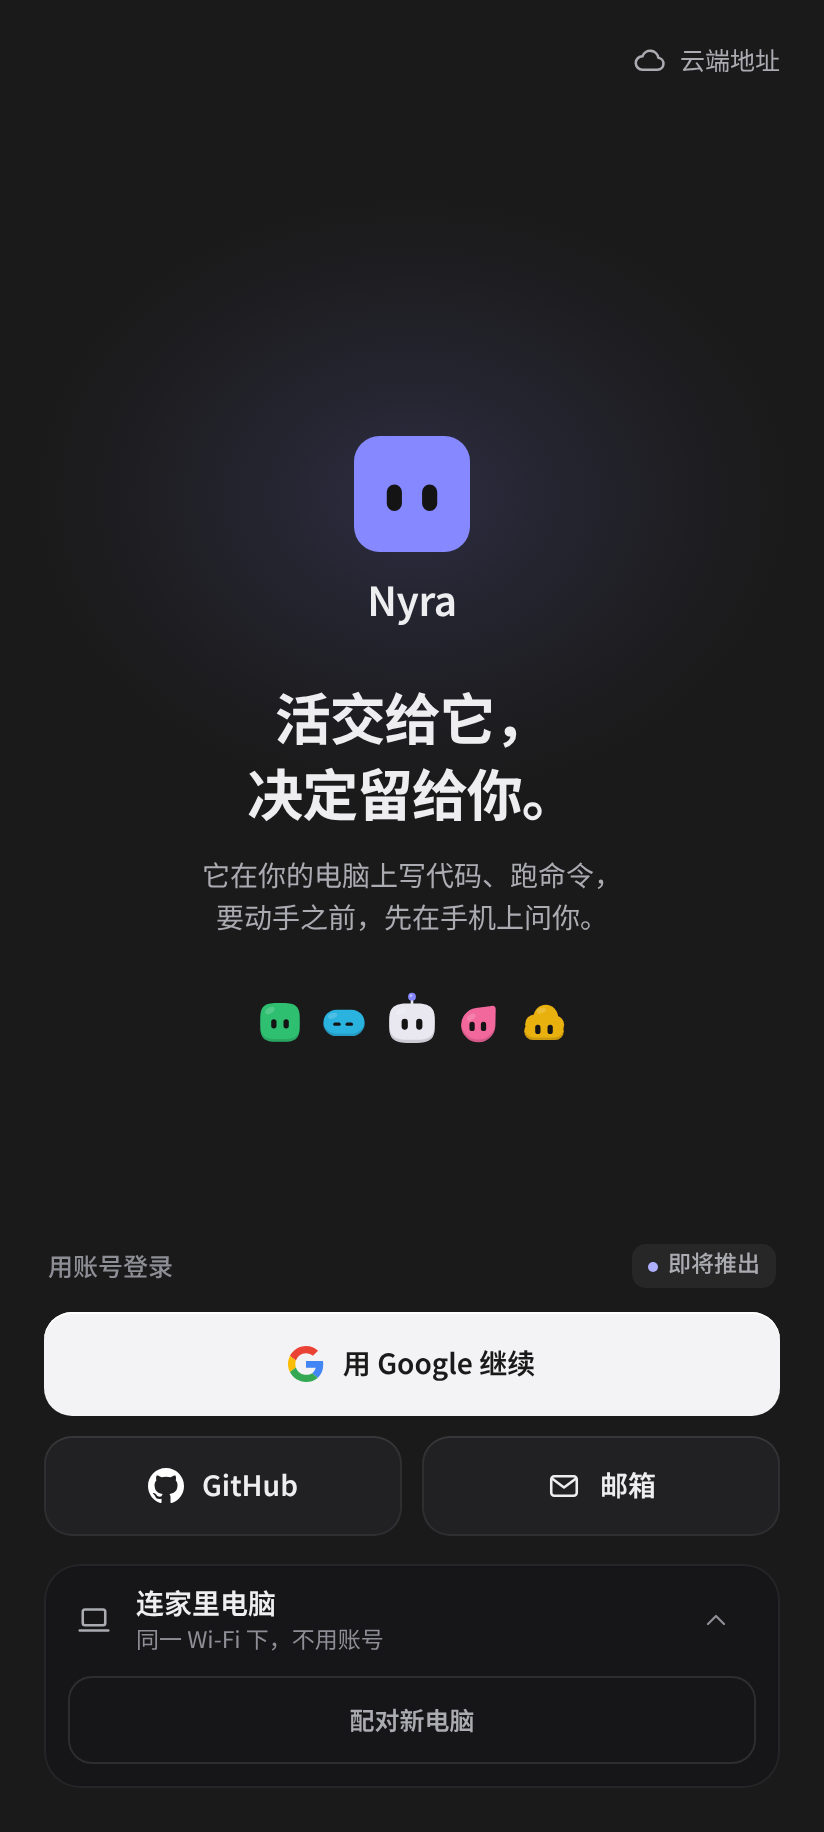 云端地址
Nyra
活交给它，
决定留给你。
它在你的电脑上写代码、跑命令，
要动手之前，先在手机上问你。
用账号登录
即将推出
用 Google 继续
GitHub
邮箱
连家里电脑
同一 Wi-Fi 下，不用账号
配对新电脑